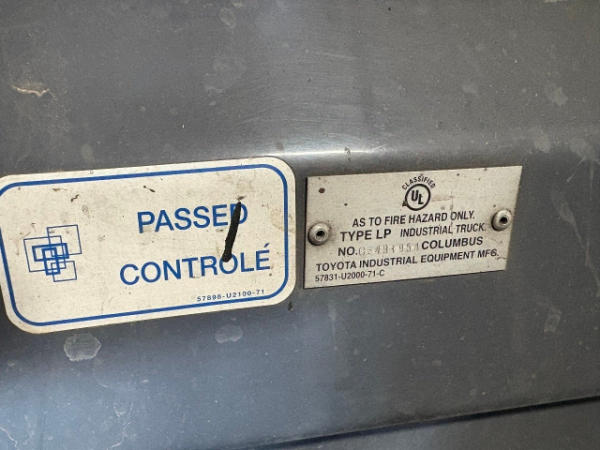 PASSED
CONTROLÉ
57898-U2100-71
CLASSIFIED
UL
AS TO FIRE HAZARD ONLY.
TYPE LP INDUSTRIAL TRUCK.
NO. COLUMBUS
TOYOTA INDUSTRIAL EQUIPMENT MFG.
57831-U2000-71-C